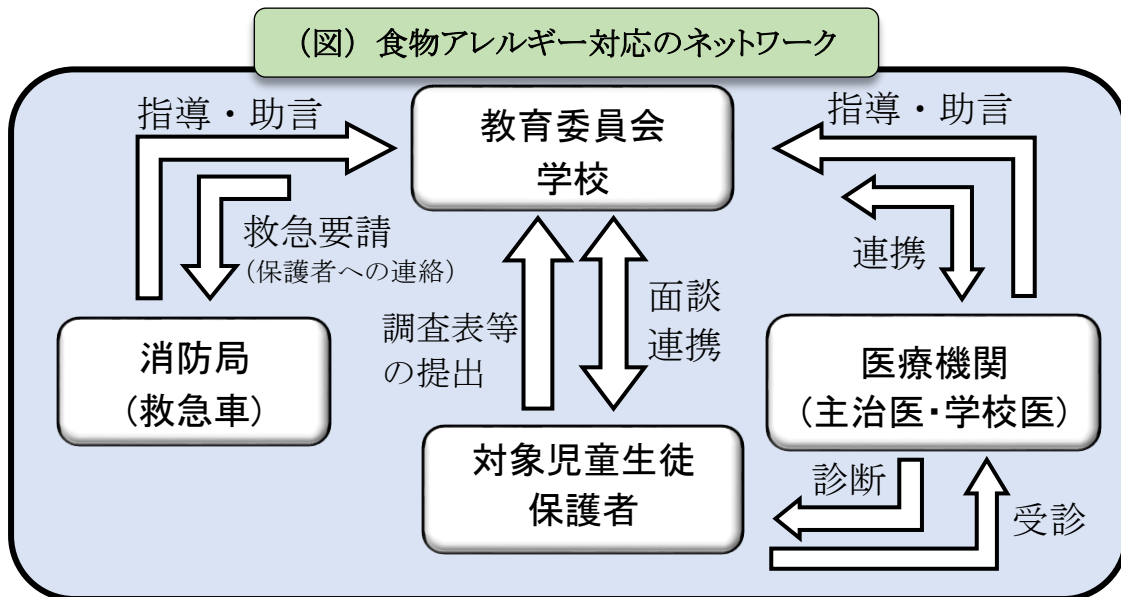 (図) 食物アレルギー対応のネットワーク
指導・助言
教育委員会
学校
指導・助言
救急要請
(保護者への連絡)
連携
調査表等
の提出
面談
連携
消防局
(救急車)
医療機関
(主治医・学校医)
対象児童生徒
保護者
診断
受診